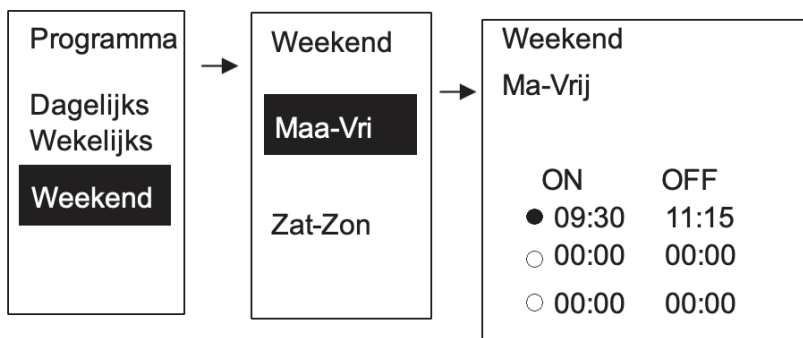 Programma
Dagelijks
Wekelijks
Weekend
Weekend
Maa-Vri
Zat-Zon
Weekend
Ma-Vrij
ON OFF
09:30 11:15
00:00 00:00
00:00 00:00